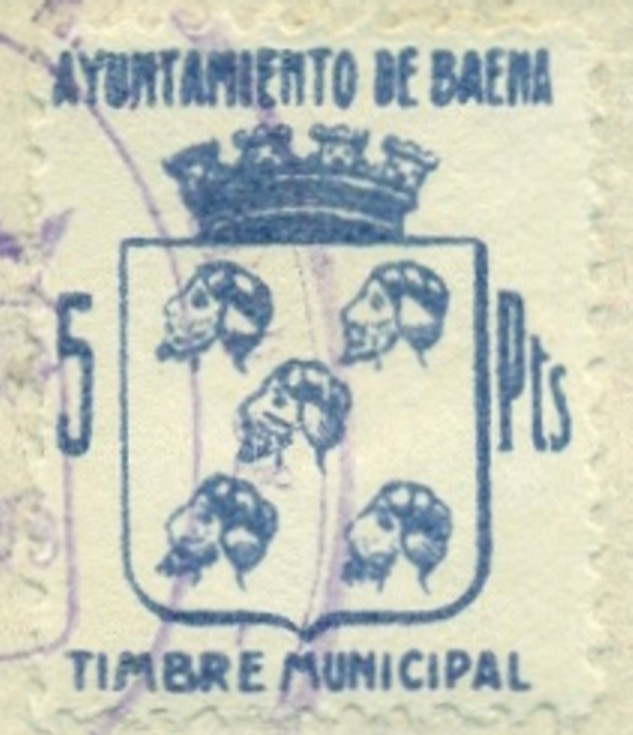 AYUNTAMIENTO DE BAENA
5 Pts
TIMBRE MUNICIPAL